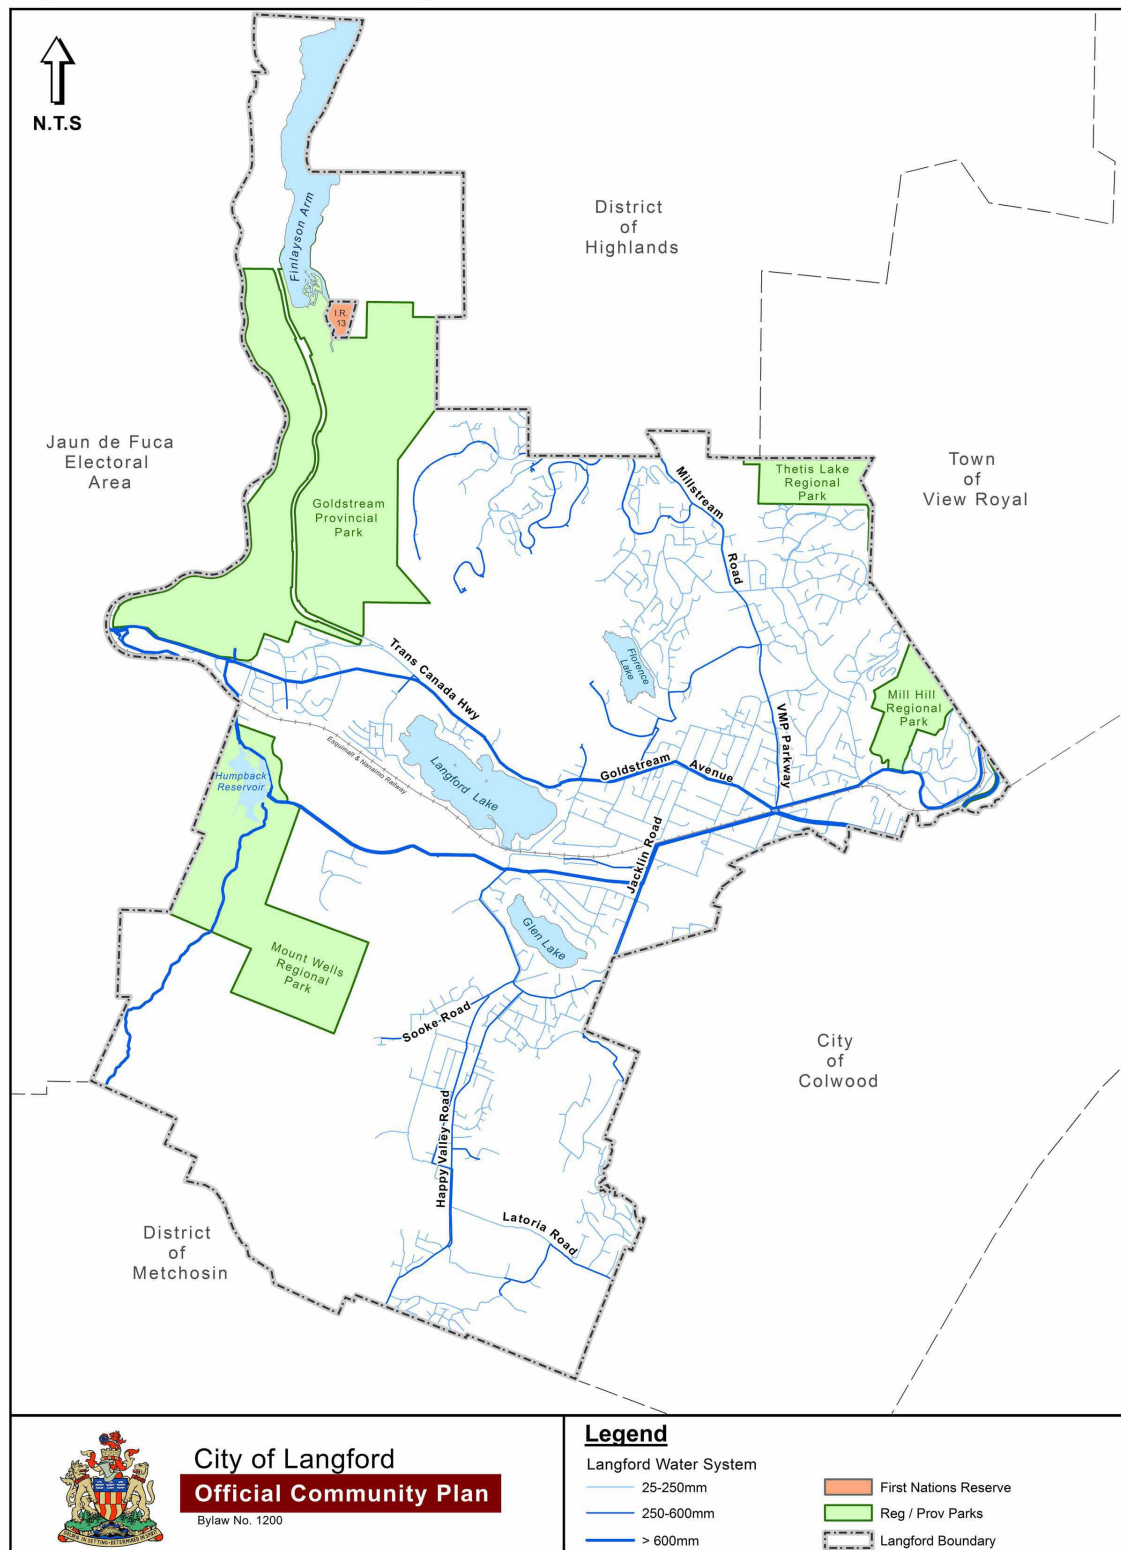 N.T.S
District
of
Highlands
Finlayson Arm
I.R.
13
Jaun de Fuca
Electoral
Area
Goldstream
Provincial
Park
Millstream
Road
Thetis Lake
Regional
Park
Town
of
View Royal
Trans Canada Hwy
Florence
Lake
Mill Hill
Regional
Park
VMP Parkway
Goldstream
Avenue
Esquimalt & Nanaimo Railway
Langford Lake
Humpback
Reservoir
Jacklin Road
Glen Lake
Mount Wells
Regional
Park
Sooke Road
City
of
Colwood
Happy Valley Road
Latoria Road
District
of
Metchosin
City of Langford
Official Community Plan
Bylaw No. 1200
Legend
Langford Water System
25-250mm
250-600mm
> 600mm
First Nations Reserve
Reg / Prov Parks
Langford Boundary